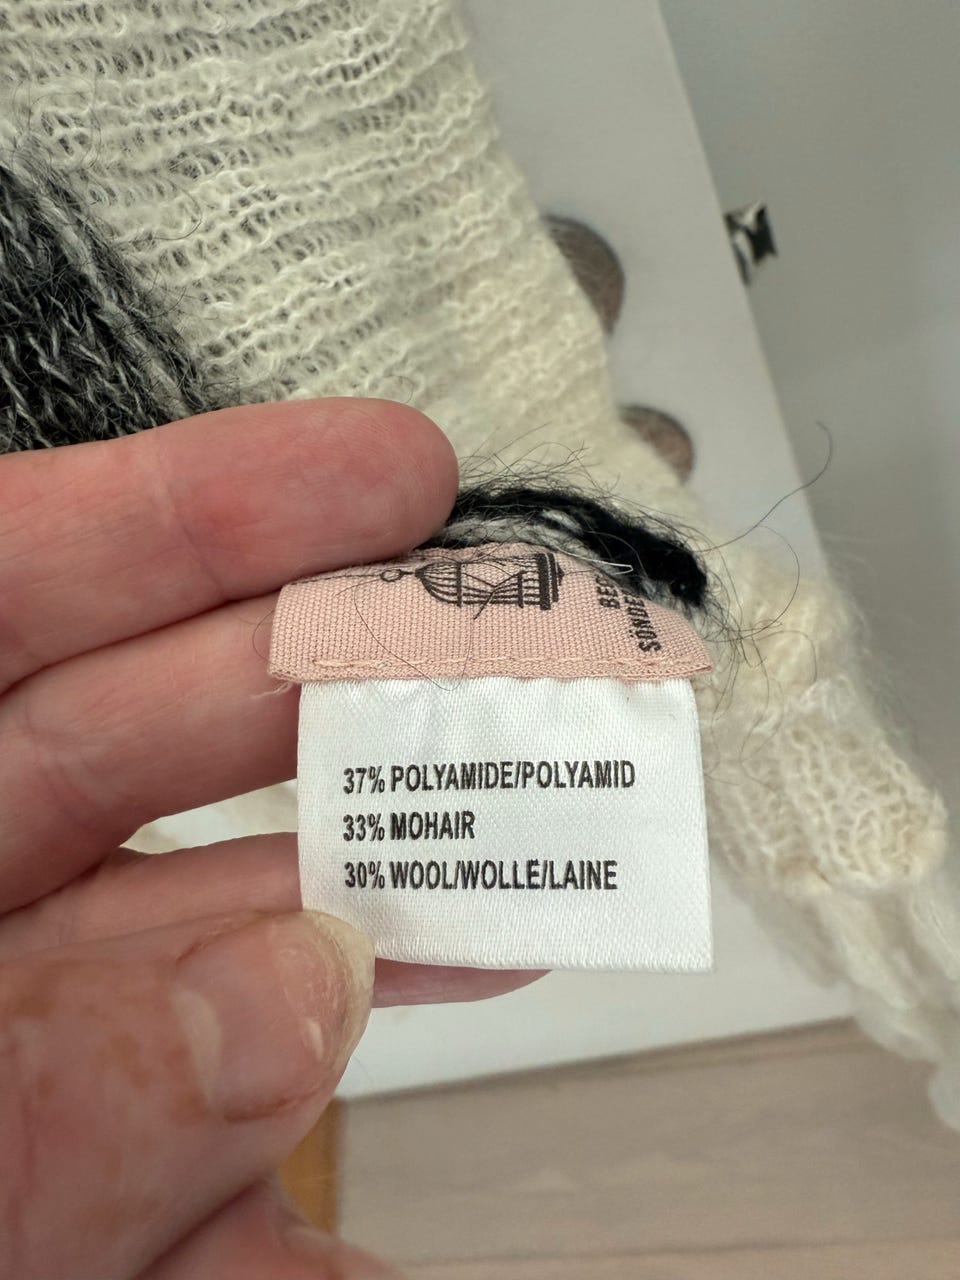 37% POLYAMIDE/POLYAMID
33% MOHAIR
30% WOOL/WOLLE/LAINE